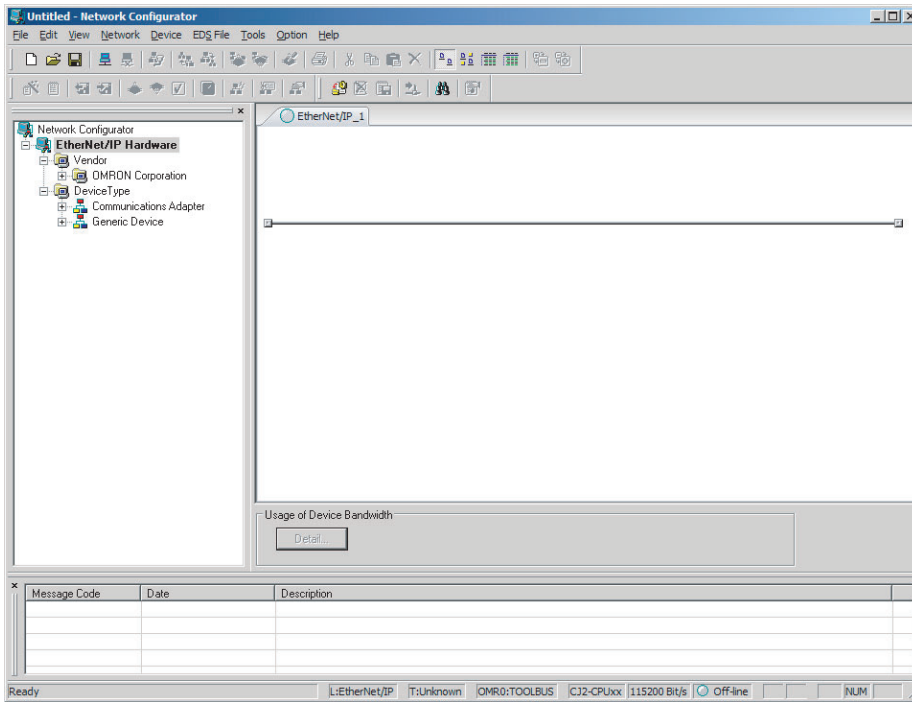 Untitled - Network Configurator
File Edit View Network Device EDS File Tools Option Help
EtherNet/IP_1
Network Configurator
EtherNet/IP Hardware
Vendor
OMRON Corporation
DeviceType
Communications Adapter
Generic Device
Usage of Device Bandwidth
Detail...
Message Code Date Description
Ready L:EtherNet/IP T:Unknown OMR0:TOOLBUS CJ2-CPUxx 115200 Bit/s Off-line NUM